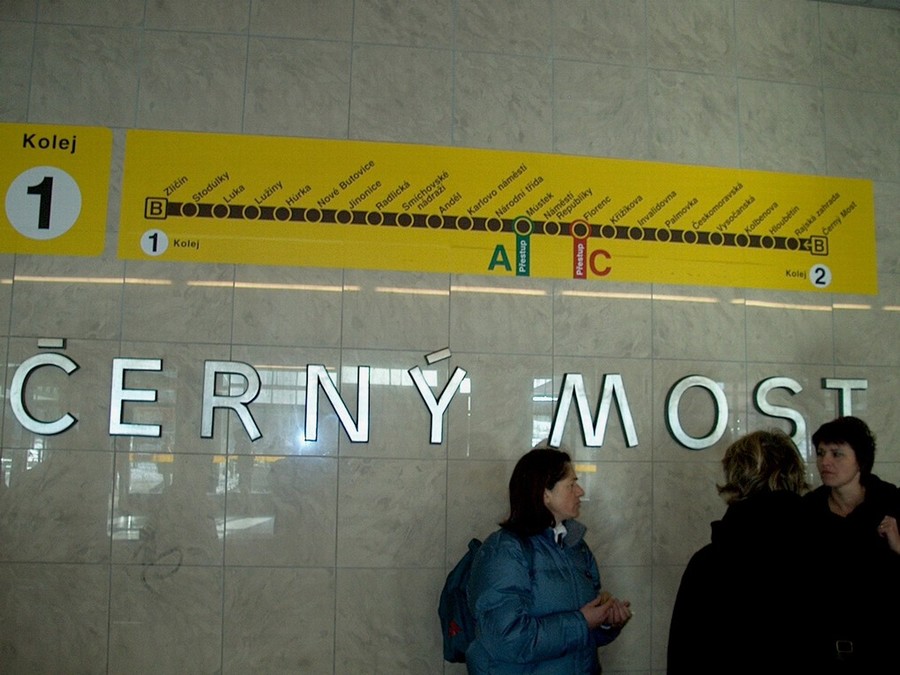 Kolej
1
B
Zličín
Stodůlky
Luka
Lužiny
Hůrka
Nové Butovice
Jinonice
Radlická
Smíchovské
nádraží
Anděl
Karlovo náměstí
Národní třída
Můstek
Náměstí
Republiky
Florenc
Křižíkova
Invalidovna
Palmovka
Českomoravská
Vysočanská
Kolbenova
Hloubětín
Rajská zahrada
Černý Most
B
1 Kolej
A Přestup
Přestup C
Kolej 2
ČERNÝ MOST